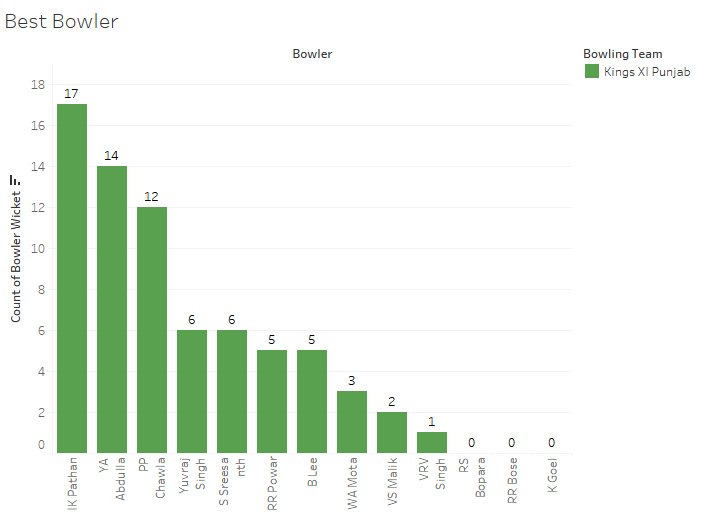 Best Bowler
Bowler
Bowling Team
Kings XI Punjab
Count of Bowler Wicket
18
16
14
12
10
8
6
4
2
0
17
14
12
6
6
5
5
3
2
1
0
0
0
IK Pathan
YA
Abdulla
PP
Chawla
Yuvraj
Singh
S Sreesa
nth
RR Powar
B Lee
WA Mota
VS Malik
VRV
Singh
RS
Bopara
RR Bose
K Goel